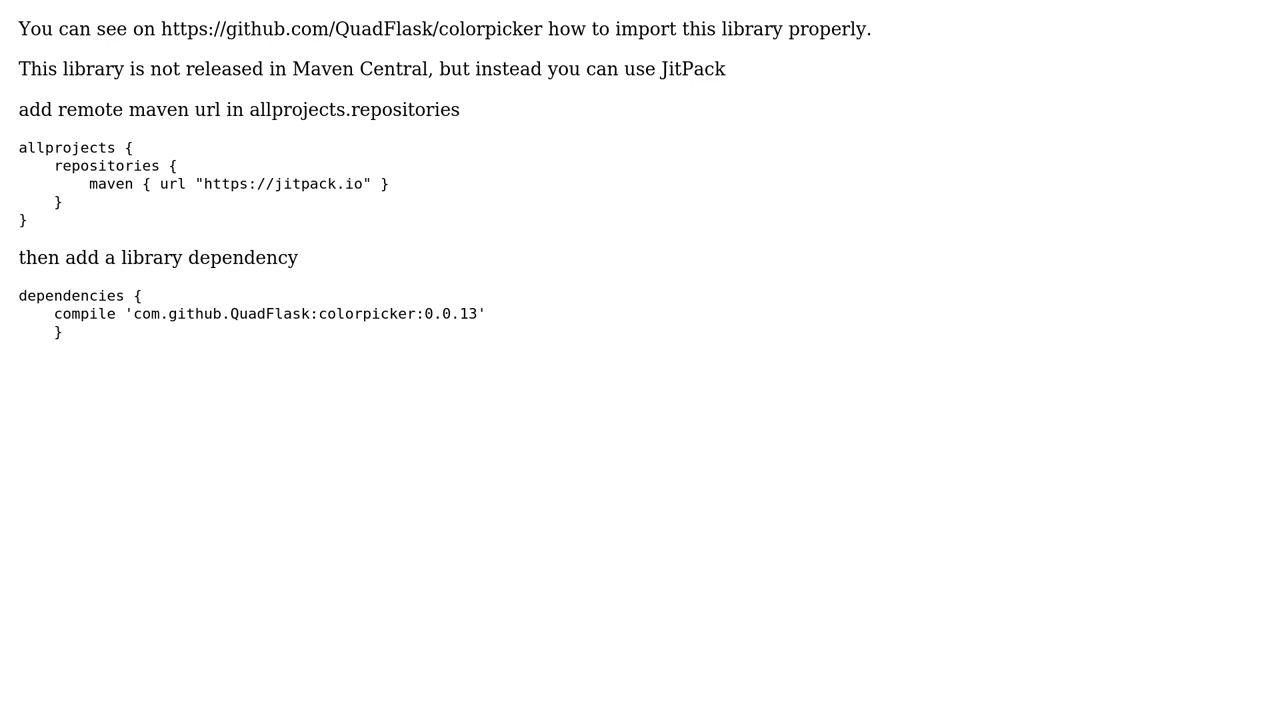 You can see on https://github.com/QuadFlask/colorpicker how to import this library properly.
This library is not released in Maven Central, but instead you can use JitPack
add remote maven url in allprojects.repositories
allprojects {
    repositories {
        maven { url "https://jitpack.io" }
    }
}
then add a library dependency
dependencies {
    compile 'com.github.QuadFlask:colorpicker:0.0.13'
    }